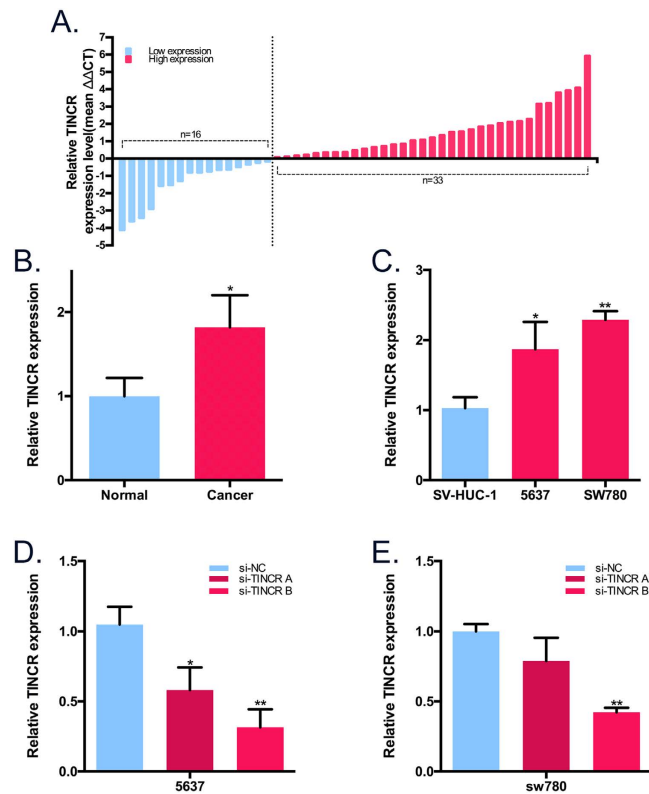 A.
Relative TINCR
expression level(mean ΔΔCT)
7
6
5
4
3
2
1
0
-1
-2
-3
-4
-5
Low expression
High expression
n=16
n=33
B.
Relative TINCR expression
2
1
0
*
Normal
Cancer
C.
Relative TINCR expression
3
2
1
0
*
**
SV-HUC-1
5637
SW780
D.
Relative TINCR expression
1.5
1.0
0.5
0.0
si-NC
si-TINCR A
si-TINCR B
*
**
5637
E.
Relative TINCR expression
1.5
1.0
0.5
0.0
si-NC
si-TINCR A
si-TINCR B
**
sw780